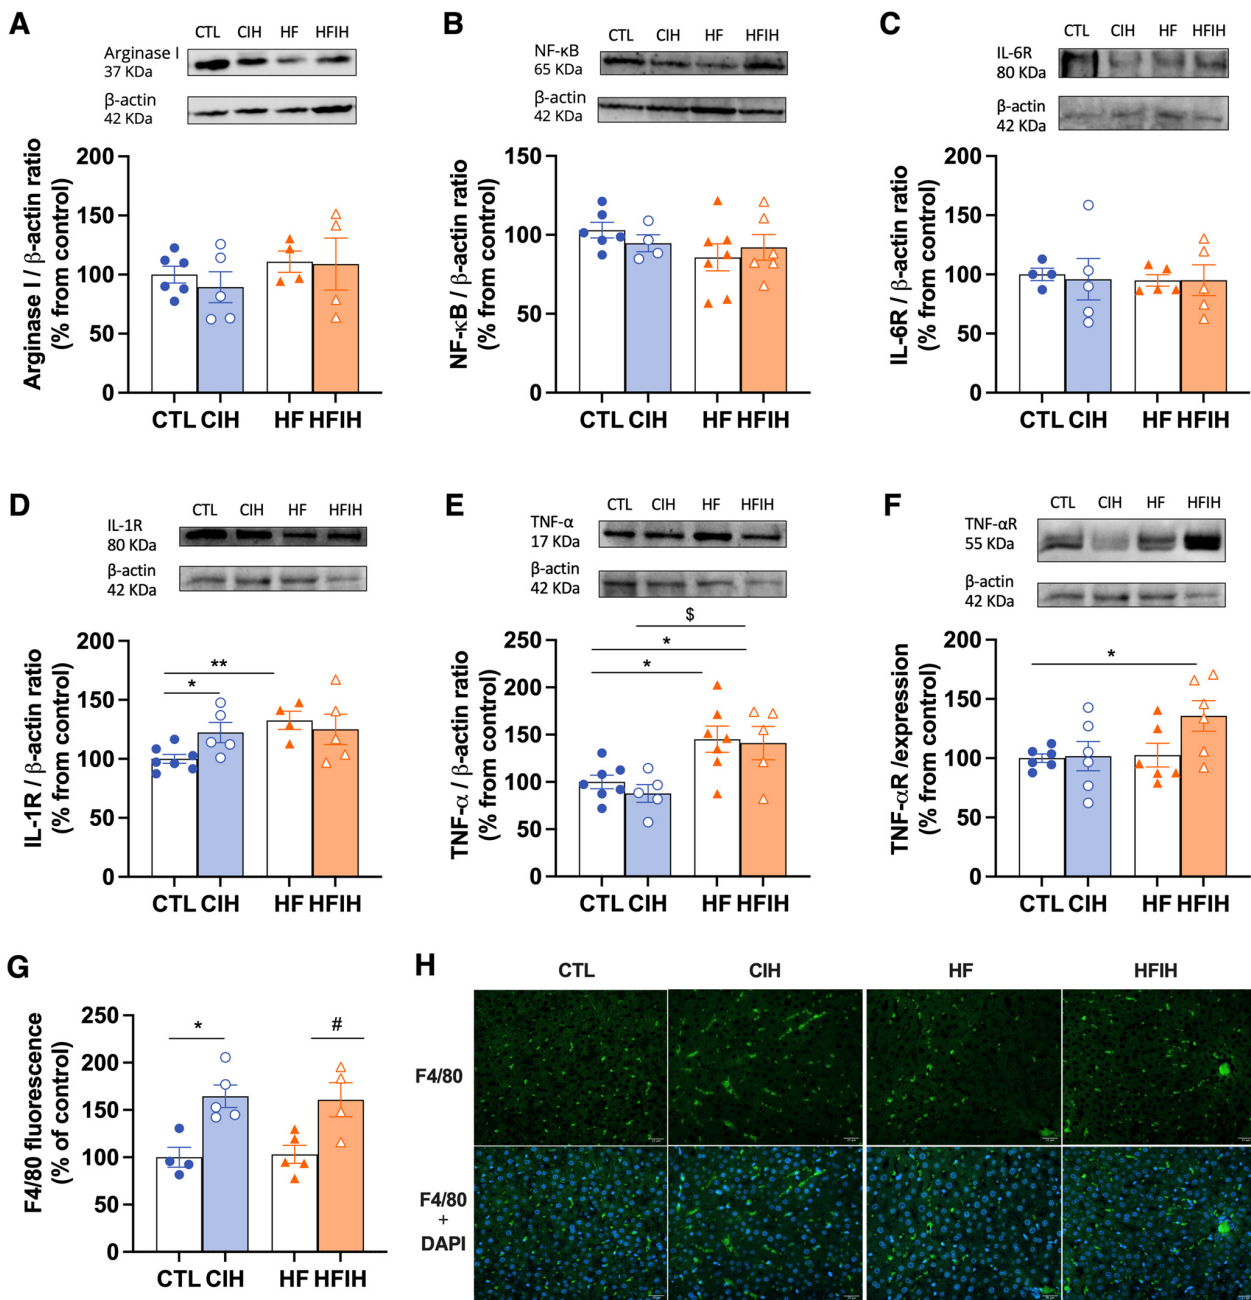 A
CTL CIH HF HFIH
Arginase I
37 KDa
β-actin
42 KDa
Arginase I / β-actin ratio
(% from control)
200
150
100
50
0
CTL CIH HF HFIH
B
CTL CIH HF HFIH
NF-κB
65 KDa
β-actin
42 KDa
NF-κB / β-actin ratio
(% from control)
150
100
50
0
CTL CIH HF HFIH
C
CTL CIH HF HFIH
IL-6R
80 KDa
β-actin
42 KDa
IL-6R / β-actin ratio
(% from control)
200
150
100
50
0
CTL CIH HF HFIH
D
CTL CIH HF HFIH
IL-1R
80 KDa
β-actin
42 KDa
IL-1R / β-actin ratio
(% from control)
200
150
100
50
0
**
*
CTL CIH HF HFIH
E
CTL CIH HF HFIH
TNF-α
17 KDa
β-actin
42 KDa
TNF-α / β-actin ratio
(% from control)
250
200
150
100
50
0
$
*
*
CTL CIH HF HFIH
F
CTL CIH HF HFIH
TNF-αR
55 KDa
β-actin
42 KDa
TNF-αR /expression
(% from control)
200
150
100
50
0
*
CTL CIH HF HFIH
G
F4/80 fluorescence
(% of control)
250
200
150
100
50
0
*
#
CTL CIH HF HFIH
H
CTL CIH HF HFIH
F4/80
F4/80
+
DAPI